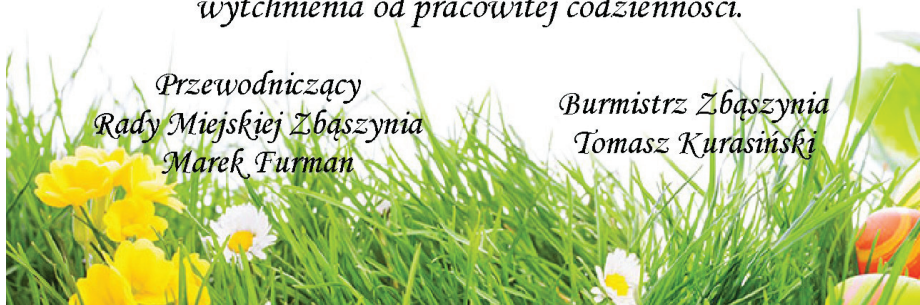 wytchnienia od pracowitej codzienności.
Przewodniczący
Rady Miejskiej Zbąszynia
Marek Furman
Burmistrz Zbąszynia
Tomasz Kurasiński